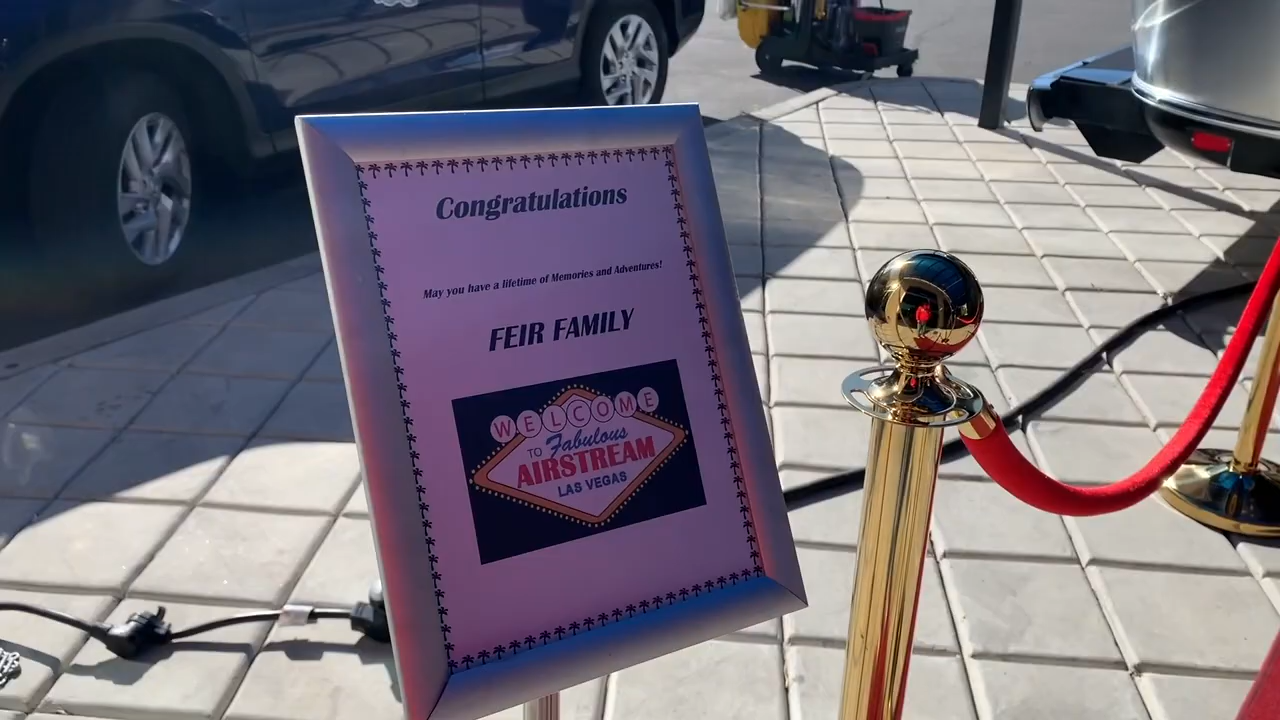 Congratulations
May you have a lifetime of Memories and Adventures!
FEIR FAMILY
WELCOME
TO Fabulous
AIRSTREAM
LAS VEGAS